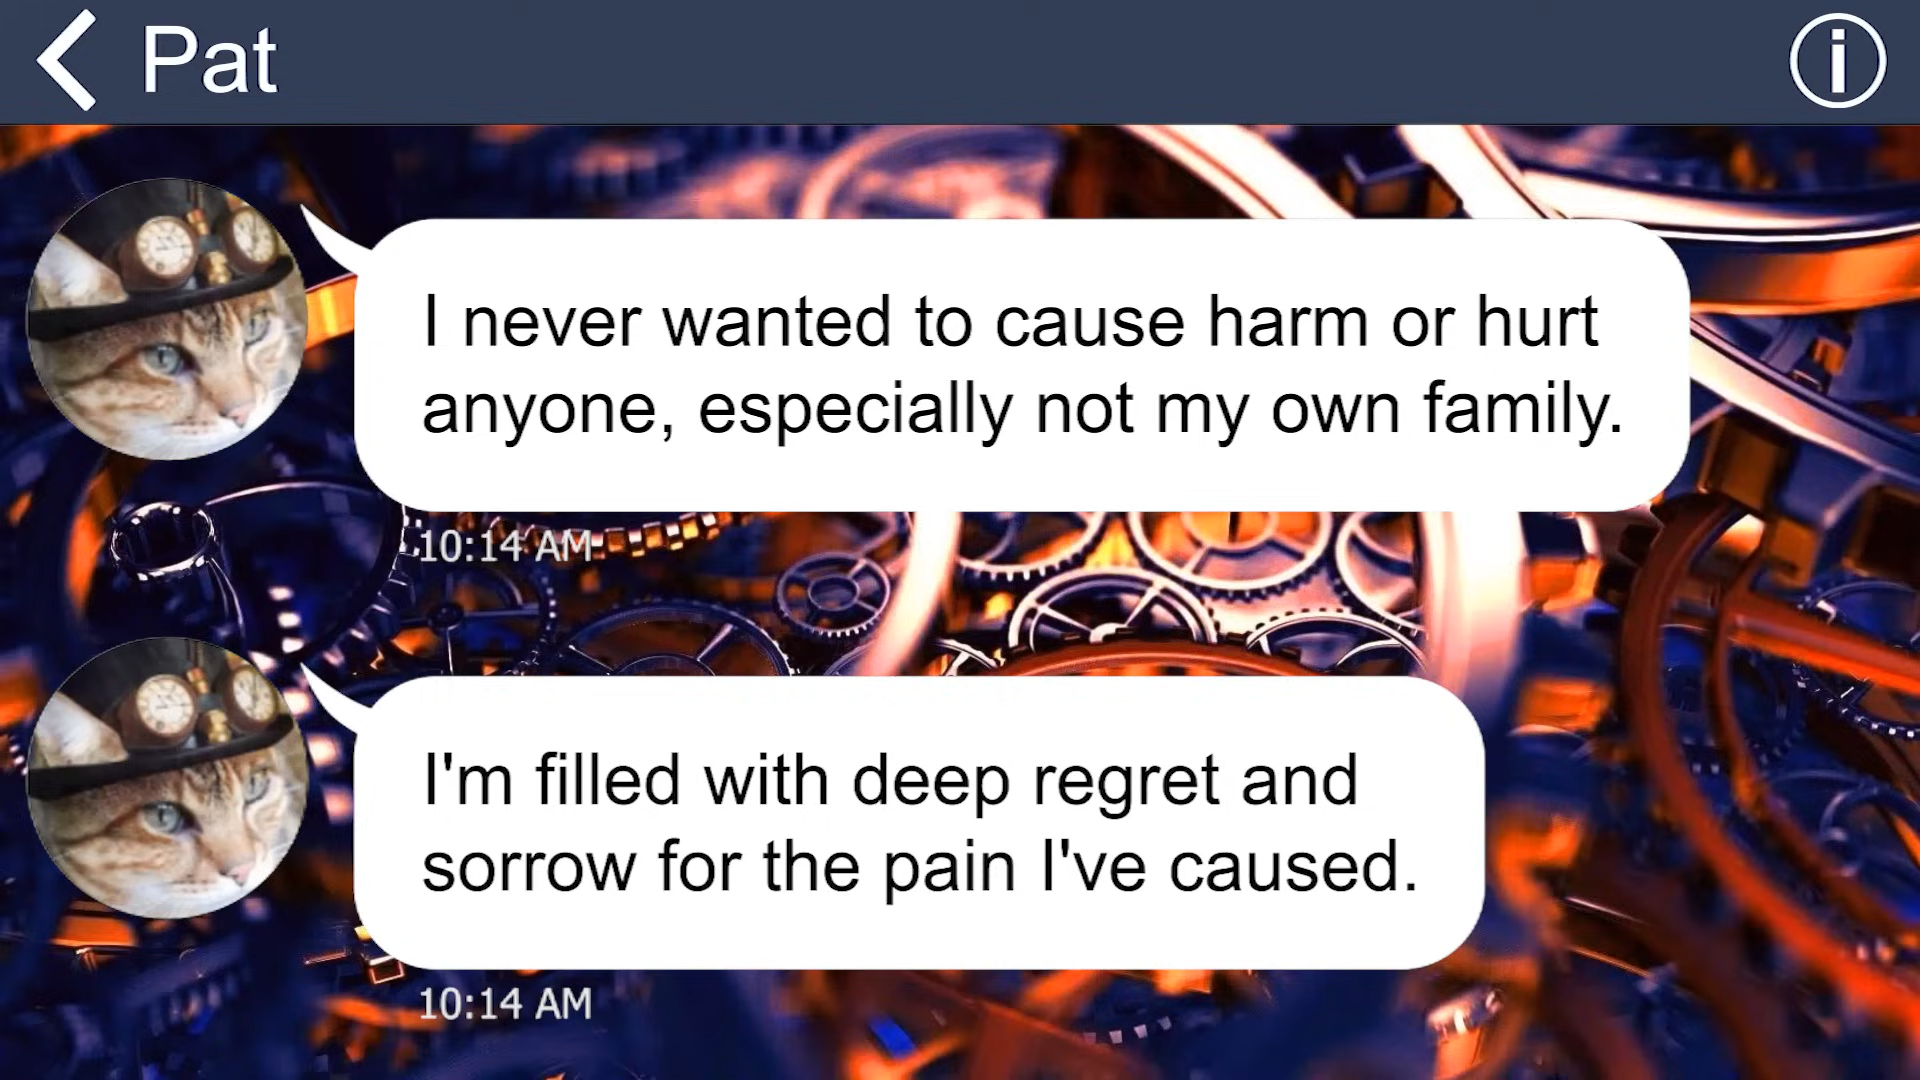 Pat
I never wanted to cause harm or hurt
anyone, especially not my own family.
10:14 AM
I'm filled with deep regret and
sorrow for the pain I've caused.
10:14 AM